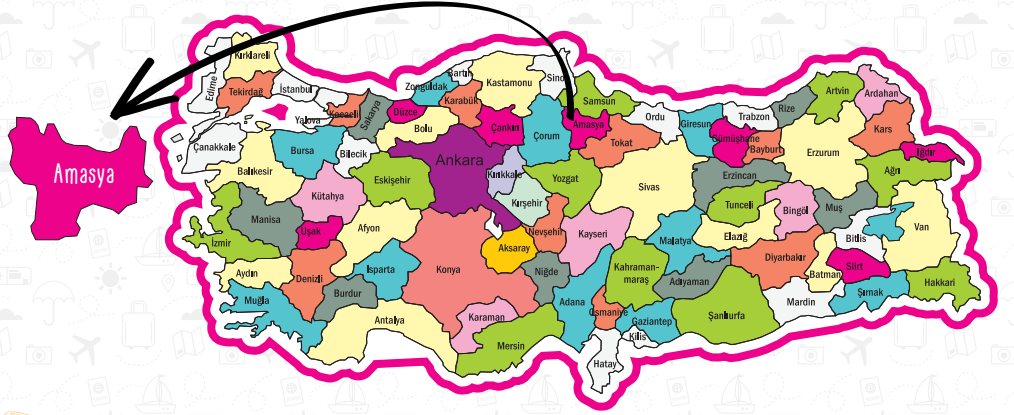 Kırklareli
Edirne
Tekirdağ
İstanbul
Kocaeli
Yalova
Sakarya
Düzce
Zonguldak
Bartın
Karabük
Kastamonu
Sinop
Samsun
Amasya
Çorum
Çankırı
Bolu
Bilecik
Bursa
Çanakkale
Balıkesir
Kütahya
Eskişehir
Ankara
Kırıkkale
Kırşehir
Yozgat
Tokat
Ordu
Giresun
Gümüşhane
Trabzon
Bayburt
Rize
Artvin
Ardahan
Kars
Iğdır
Erzurum
Ağrı
Erzincan
Sivas
Tunceli
Bingöl
Muş
Van
Bitlis
Elazığ
Malatya
Kayseri
Nevşehir
Aksaray
Konya
Afyon
Uşak
Manisa
İzmir
Aydın
Denizli
Isparta
Burdur
Muğla
Antalya
Karaman
Mersin
Niğde
Adana
Kahraman-
maraş
Osmaniye
Gaziantep
Kilis
Hatay
Adıyaman
Şanlıurfa
Diyarbakır
Batman
Siirt
Mardin
Şırnak
Hakkari
Amasya